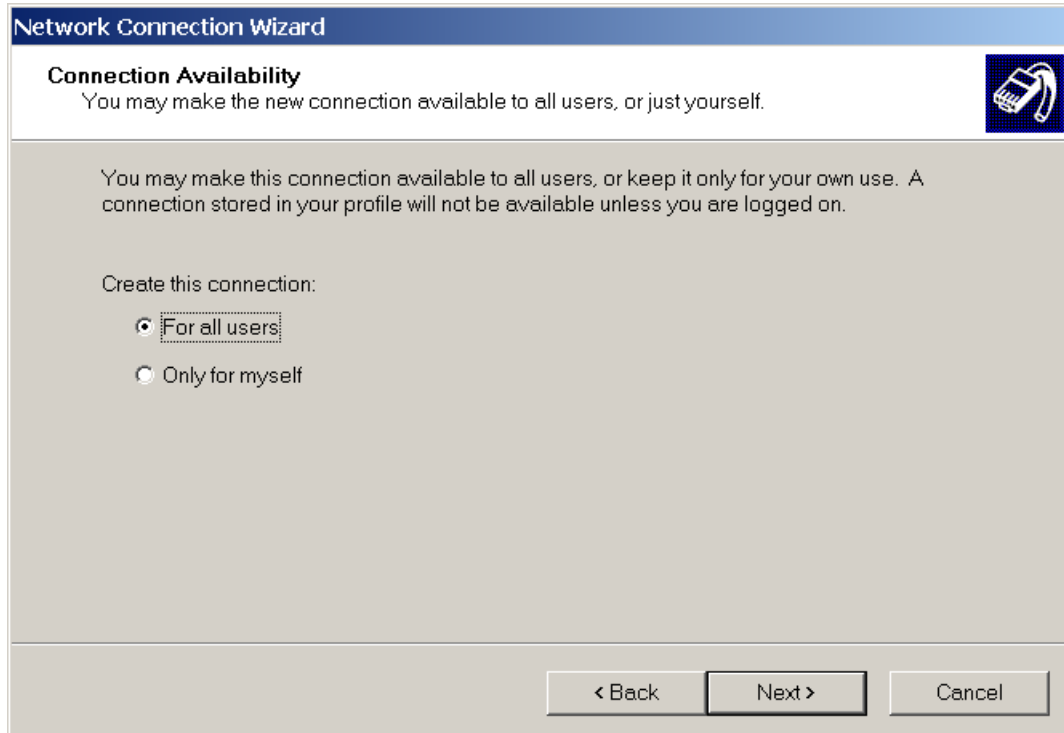 Network Connection Wizard
Connection Availability
You may make the new connection available to all users, or just yourself.
You may make this connection available to all users, or keep it only for your own use.  A
connection stored in your profile will not be available unless you are logged on.
Create this connection:
For all users
Only for myself
< Back
Next >
Cancel